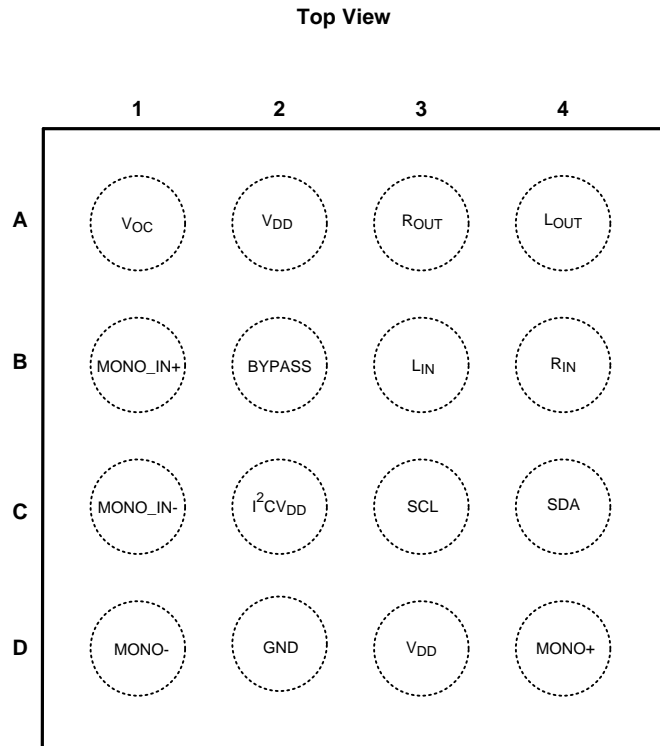 Top View
1 2 3 4
A VOC VDD ROUT LOUT
B MONO_IN+ BYPASS LIN RIN
C MONO_IN- I²CVDD SCL SDA
D MONO- GND VDD MONO+